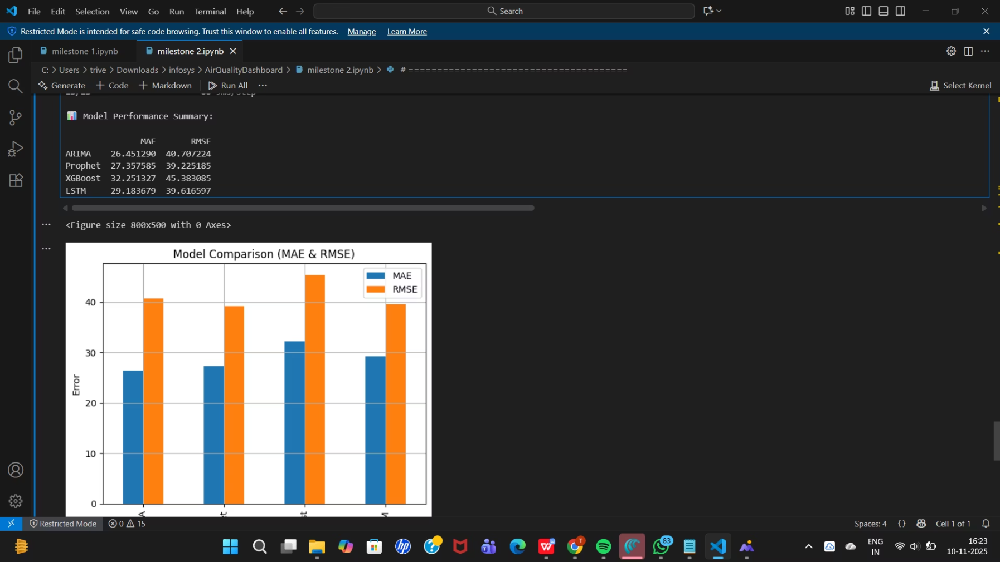 File Edit Selection View Go Run Terminal Help
Search
Restricted Mode is intended for safe code browsing. Trust this window to enable all features. Manage Learn More
milestone 1.ipynb
milestone 2.ipynb
C: > Users > trive > Downloads > infosys > AirQualityDashboard > milestone 2.ipynb > # ======================================
Generate + Code + Markdown Run All ...
Select Kernel
Model Performance Summary:
MAE RMSE
ARIMA 26.451290 40.707224
Prophet 27.357585 39.225185
XGBoost 32.251327 45.383085
LSTM 29.183679 39.616597
<Figure size 800x500 with 0 Axes>
Model Comparison (MAE & RMSE)
MAE
RMSE
40
30
Error
20
10
0
Restricted Mode
0 15
Spaces: 4 {} Cell 1 of 1
83
ENG
IN
16:23
10-11-2025